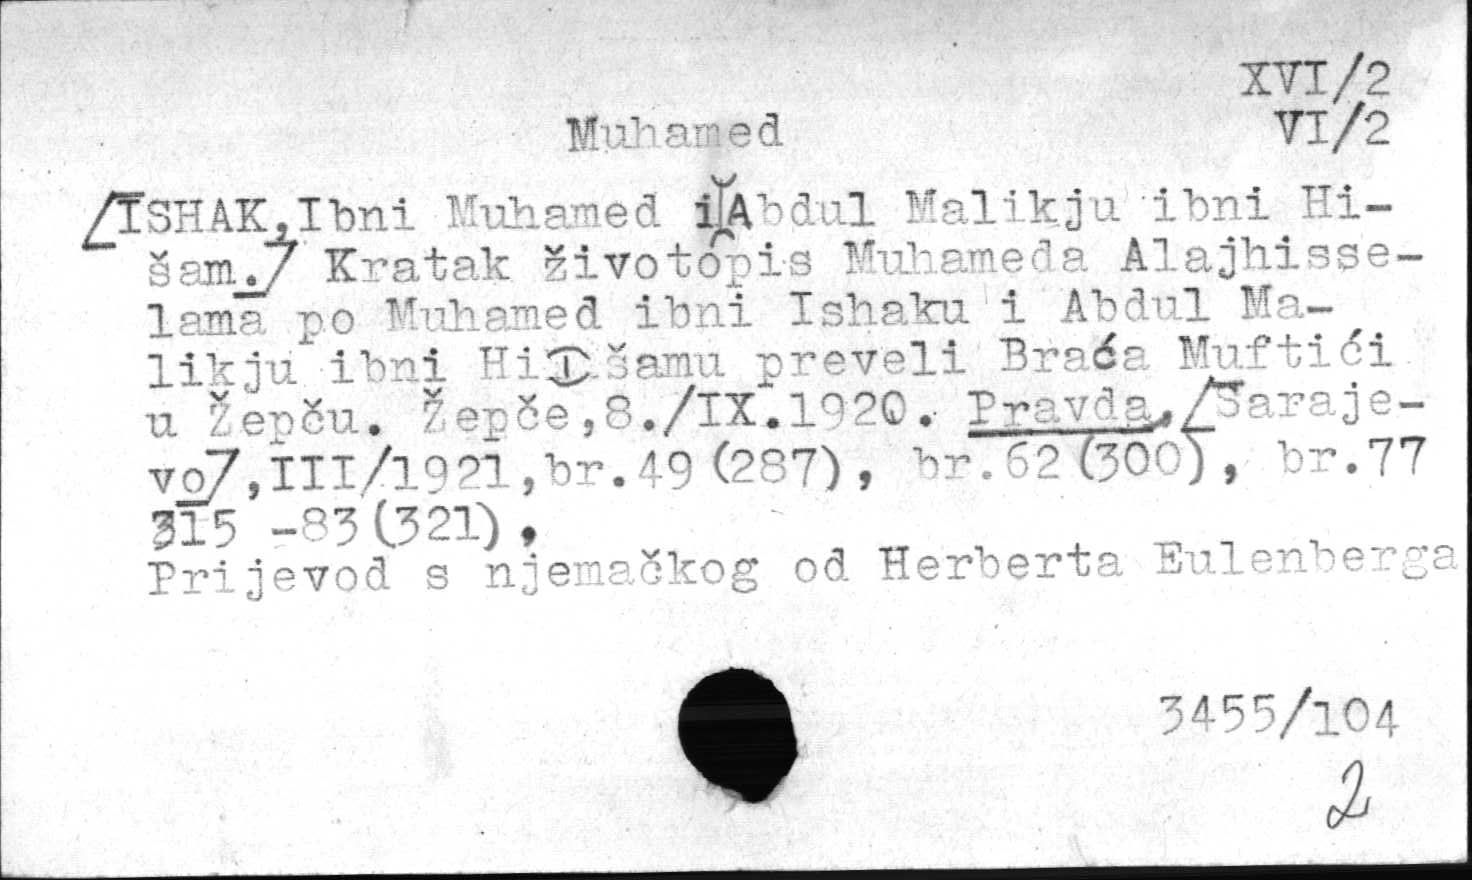 XVI/2
Muhamed VI/2
[ISHAK, Ibni Muhamed i Abdul Malikju ibni Hi-
šam.] Kratak životopis Muhameda Alajhisse-
lama po Muhamed ibni Ishaku i Abdul Ma-
likju ibni Hišamu preveli Braća Muftići
u Žepču. Žepče,8./IX.1920. Pravda,[Saraje-
vo],III/1921,br.49(287), br.62(300), br.77
315 -83(321),
Prijevod s njemačkog od Herberta Eulenberga
3455/104
2